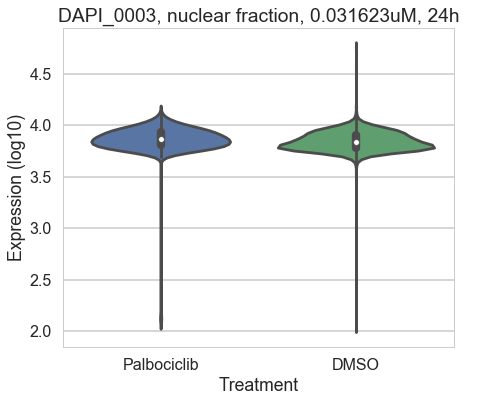 DAPI_0003, nuclear fraction, 0.031623uM, 24h
Expression (log10)
4.5
4.0
3.5
3.0
2.5
2.0
Palbociclib DMSO
Treatment